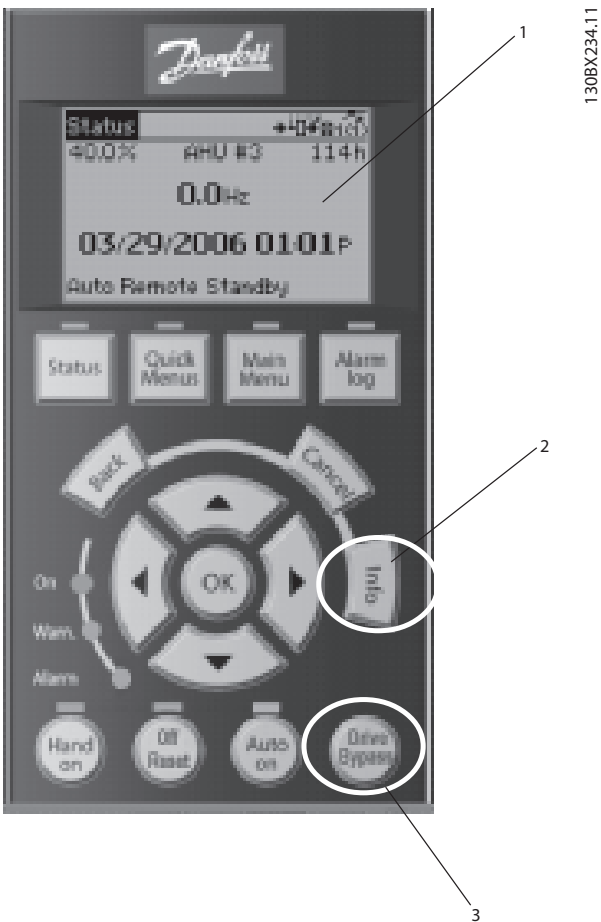 Danfoss
1
130BX234.11
Status
40.0% AHU #3 114h
0.0Hz
03/29/2006 01:01P
Auto Remote Standby
Status
Quick Menus
Main Menu
Alarm log
Back
Cancel
2
OK
Info
On
Warn.
Alarm
Hand on
Off Reset
Auto on
Drive Bypass
3